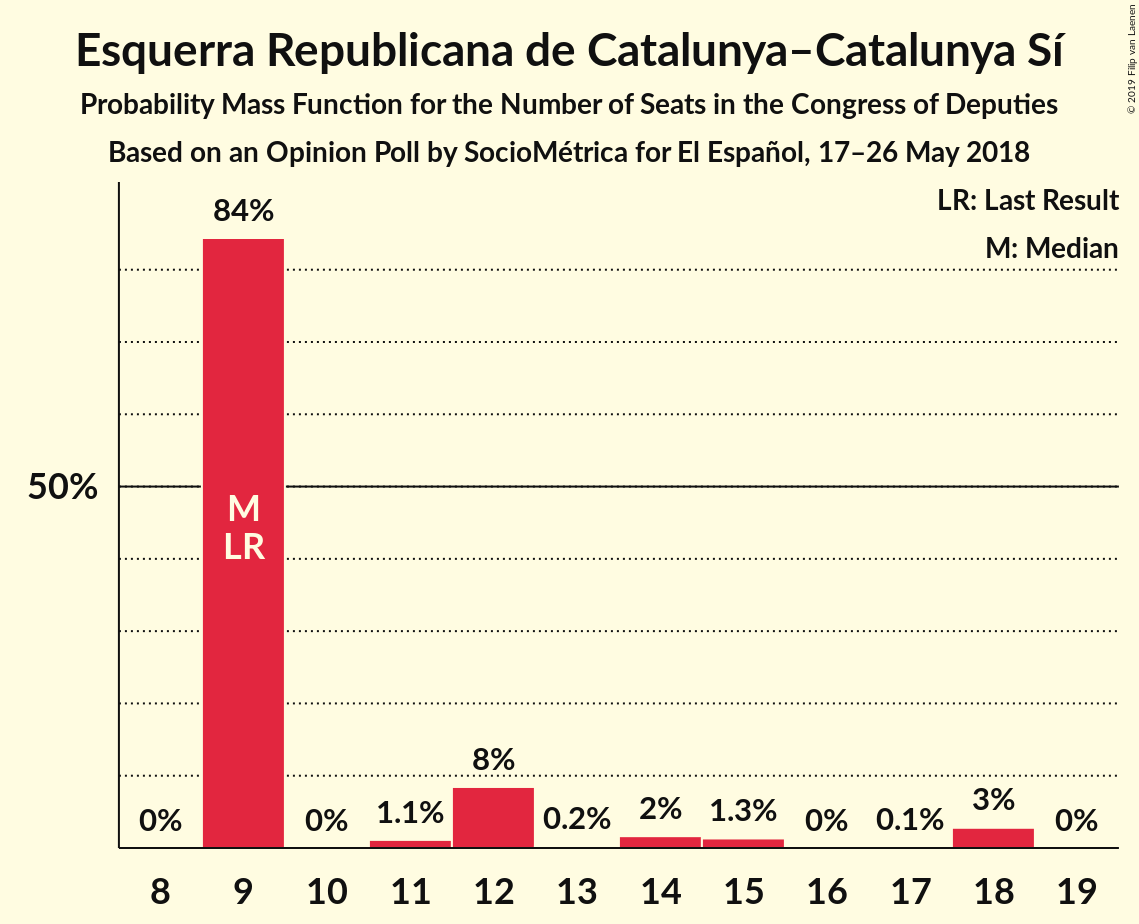 Esquerra Republicana de Catalunya–Catalunya Sí
Probability Mass Function for the Number of Seats in the Congress of Deputies
Based on an Opinion Poll by SocioMétrica for El Español, 17–26 May 2018
© 2019 Filip van Laenen
LR: Last Result
M: Median
84%
50%
M
LR
0%
0%
1.1%
8%
0.2%
2%
1.3%
0%
0.1%
3%
0%
8 9 10 11 12 13 14 15 16 17 18 19